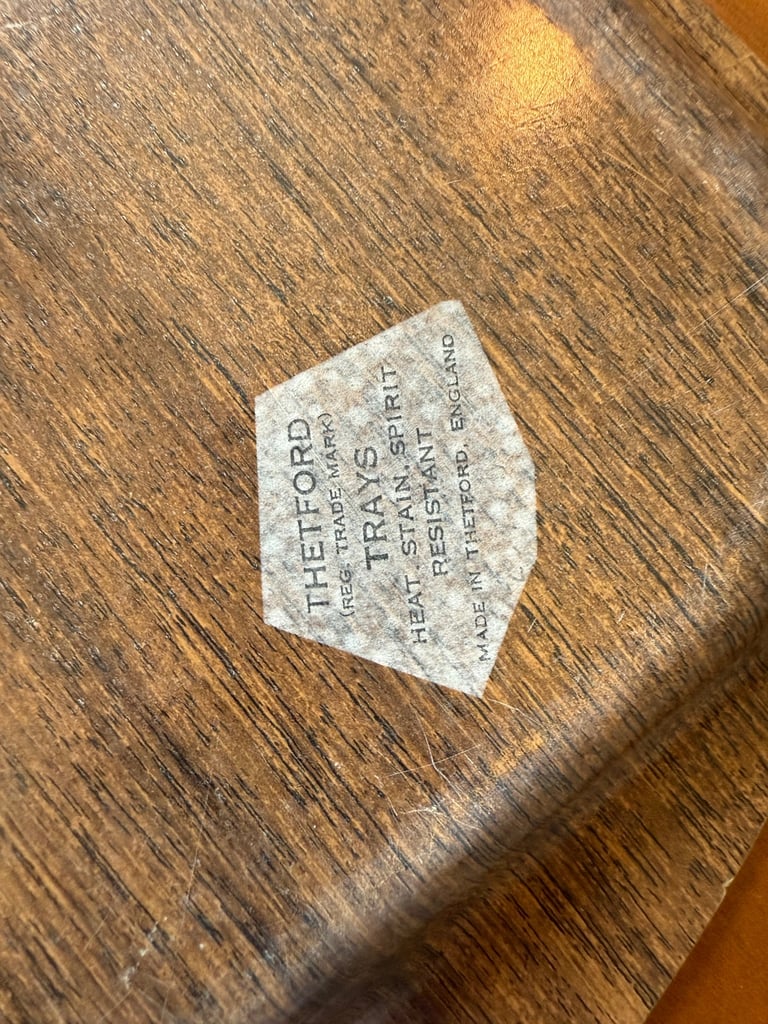 THETFORD
(REG. TRADE MARK)
TRAYS
HEAT. STAIN. SPIRIT
RESISTANT
MADE IN THETFORD, ENGLAND